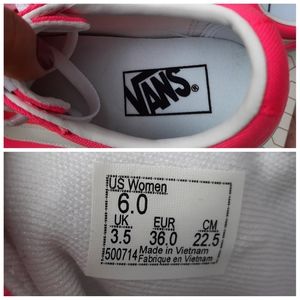 VANS
US Women
6.0
UK EUR CM
3.5 36.0 22.5
500714 Made in Vietnam
Fabrique en Vietnam